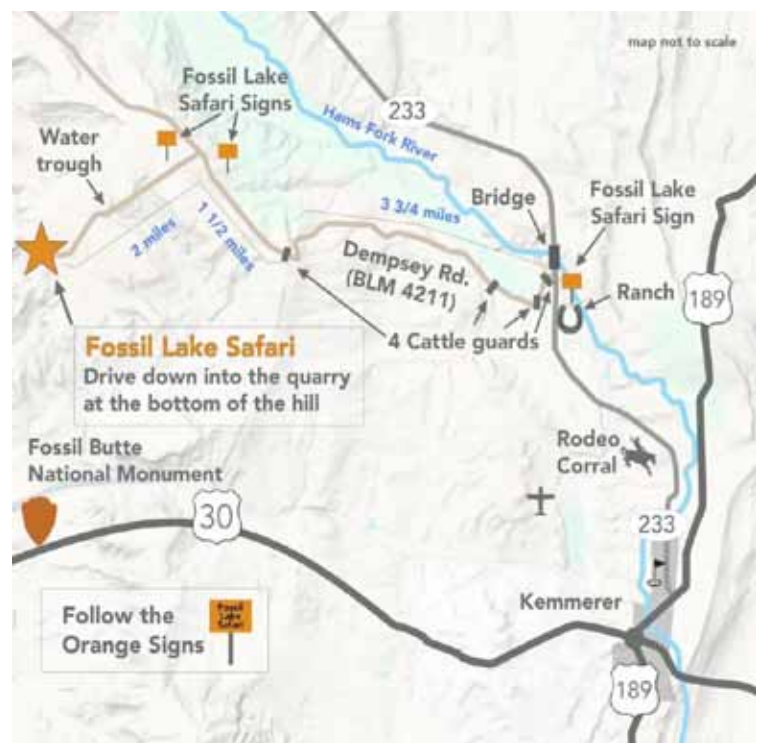 map not to scale
Fossil Lake
Safari Signs
233
Hams Fork River
Water
trough
Bridge
Fossil Lake
Safari Sign
3 3/4 miles
1 1/2 miles
2 miles
Dempsey Rd.
(BLM 4211)
Ranch
189
4 Cattle guards
Fossil Lake Safari
Drive down into the quarry
at the bottom of the hill
Fossil Butte
National Monument
Rodeo
Corral
30
233
Kemmerer
Follow the
Orange Signs
Fossil
Lake
Safari
189